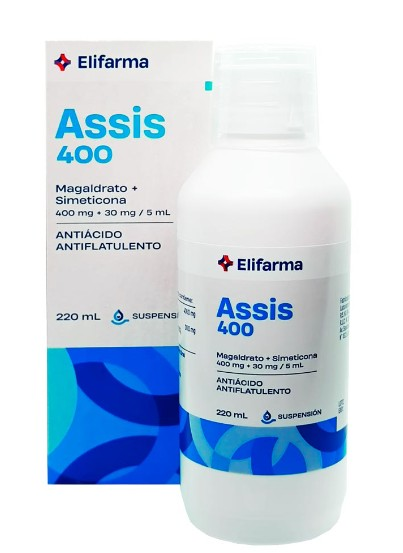 Elifarma
Assis
400
Magaldrato +
Simeticona
400 mg + 30 mg / 5 mL
ANTIÁCIDO
ANTIFLATULENTO
220 mL
SUSPENSIÓN
Elifarma
Assis
400
Magaldrato + Simeticona
400 mg + 30 mg / 5 mL
ANTIÁCIDO
ANTIFLATULENTO
220 mL
SUSPENSIÓN